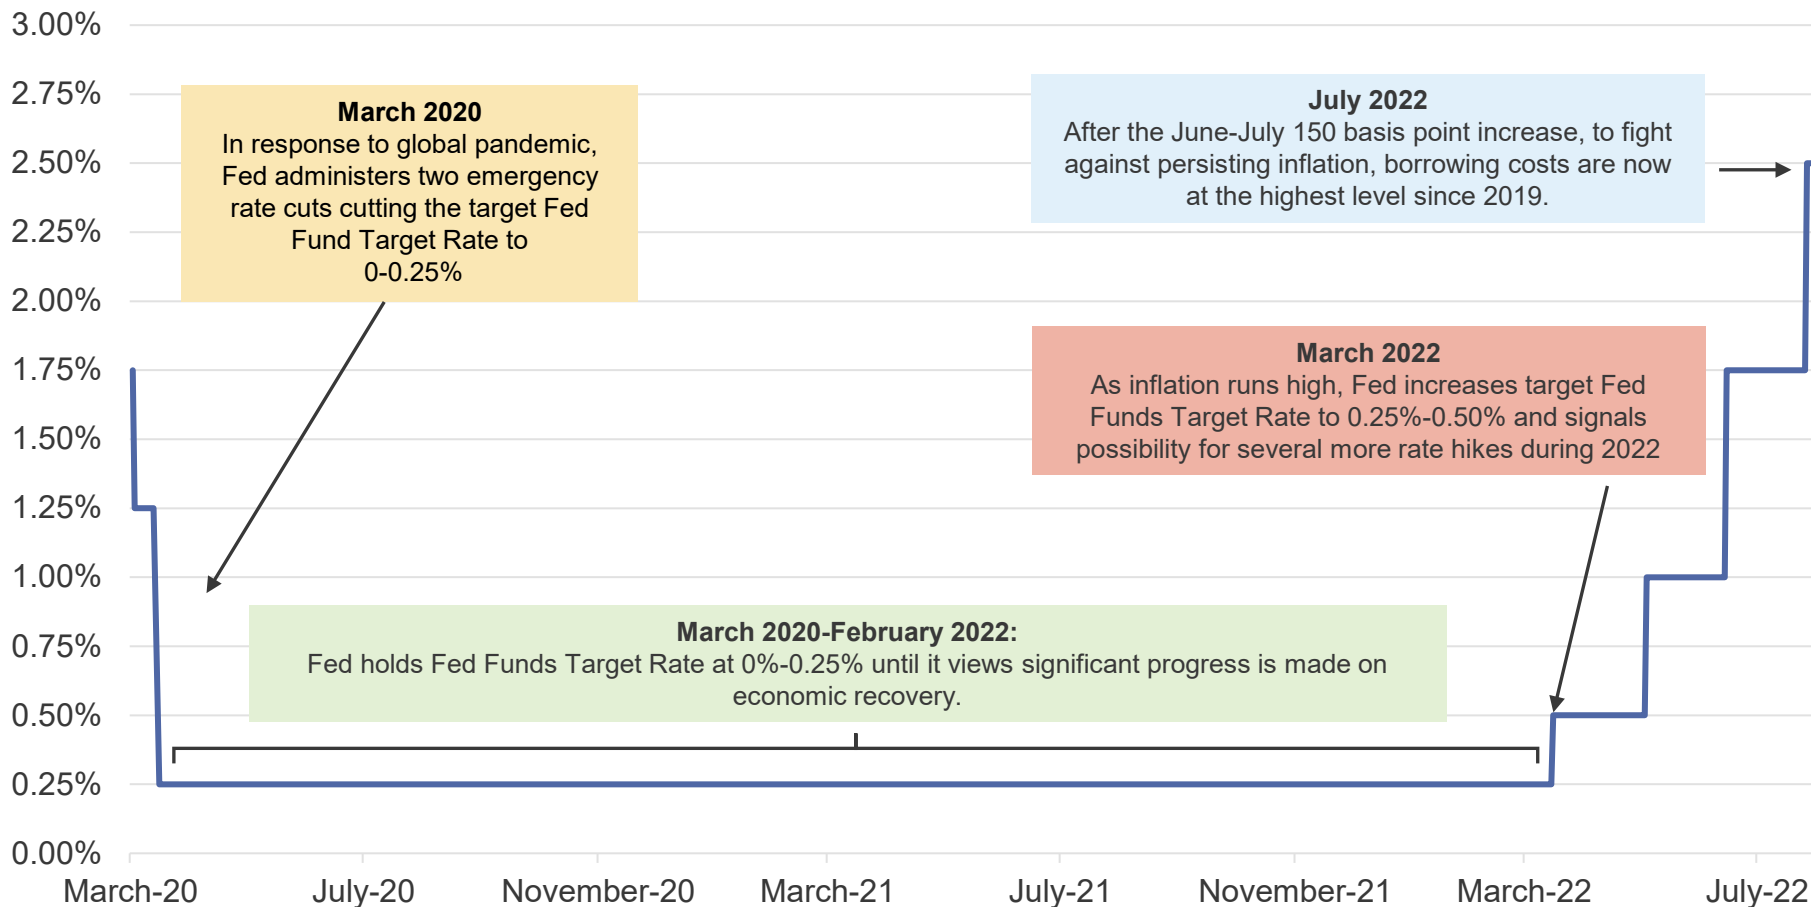 3.00%
2.75%
2.50%
2.25%
2.00%
1.75%
1.50%
1.25%
1.00%
0.75%
0.50%
0.25%
0.00%
March 2020
In response to global pandemic,
Fed administers two emergency
rate cuts cutting the target Fed
Fund Target Rate to
0-0.25%
July 2022
After the June-July 150 basis point increase, to fight
against persisting inflation, borrowing costs are now
at the highest level since 2019.
March 2022
As inflation runs high, Fed increases target Fed
Funds Target Rate to 0.25%-0.50% and signals
possibility for several more rate hikes during 2022
March 2020-February 2022:
Fed holds Fed Funds Target Rate at 0%-0.25% until it views significant progress is made on
economic recovery.
March-20
July-20
November-20
March-21
July-21
November-21
March-22
July-22